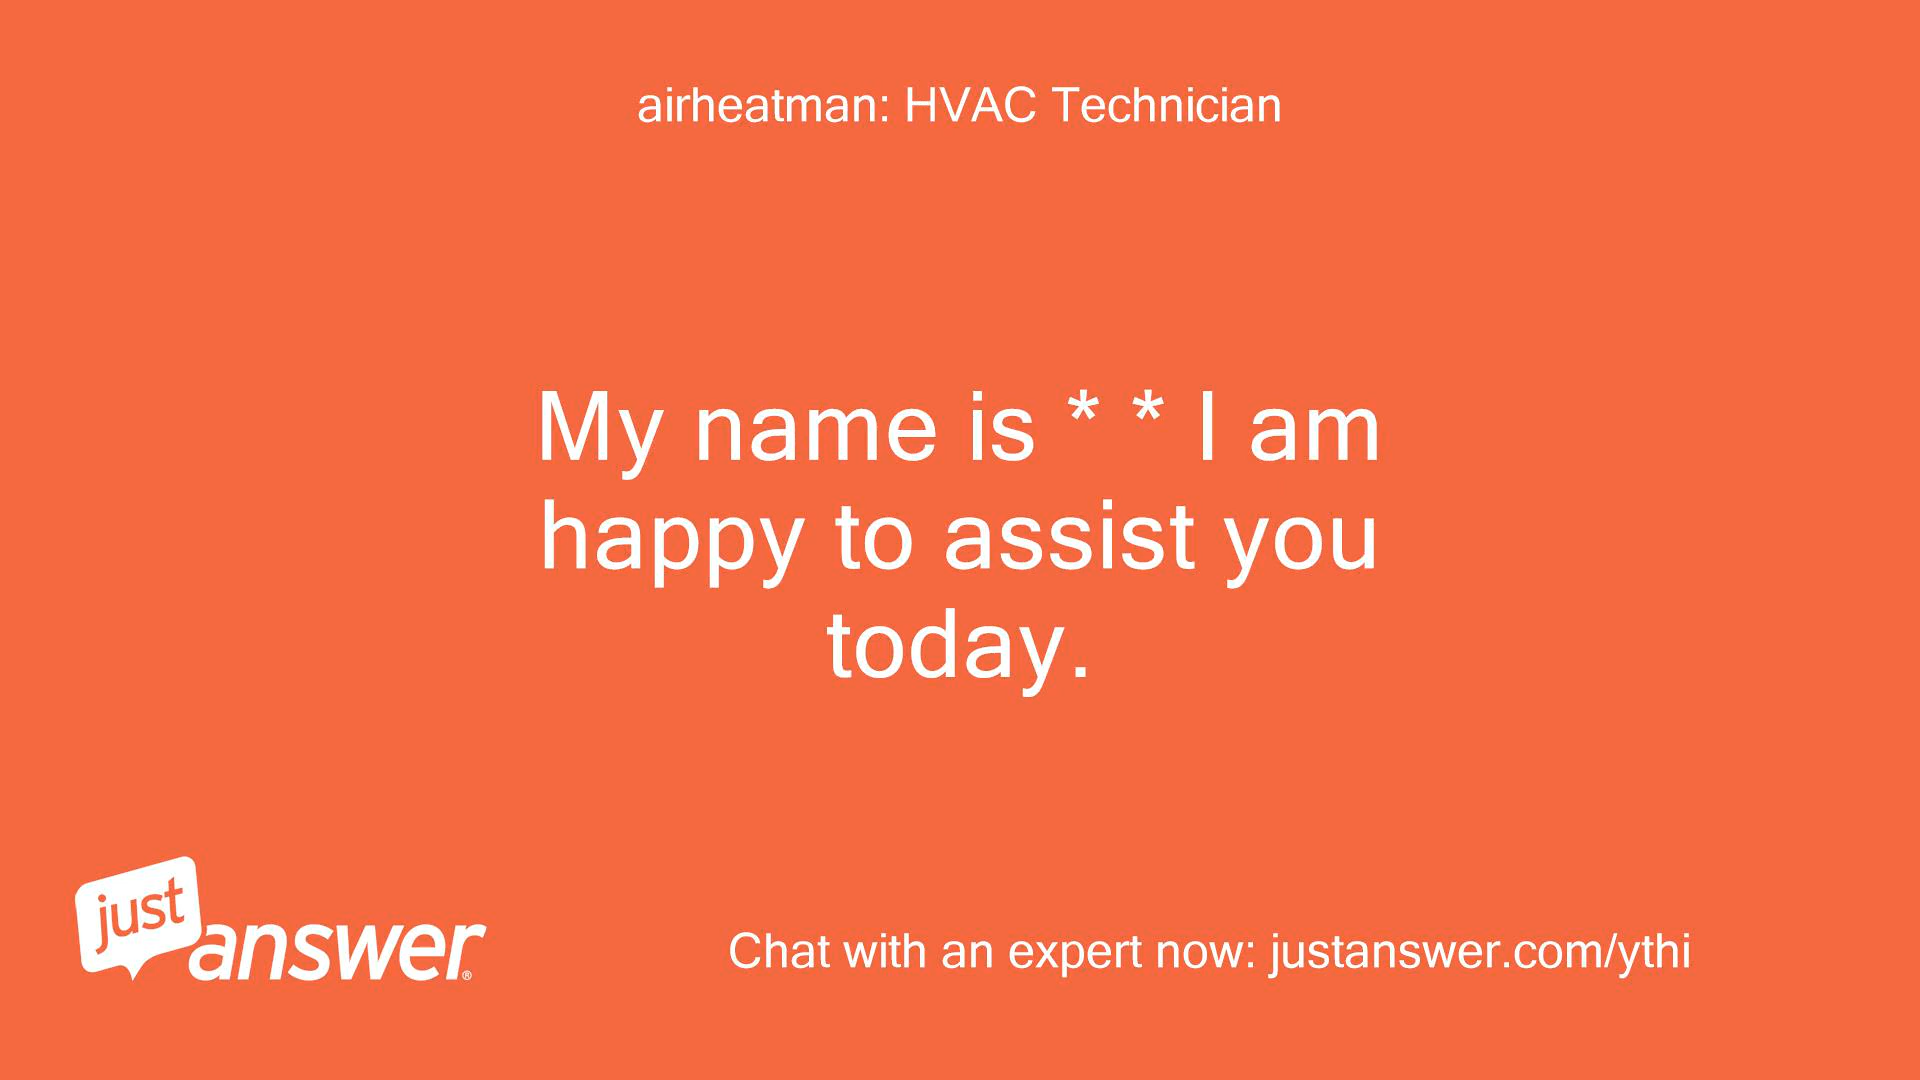 airheatman: HVAC Technician
My name is * * I am
happy to assist you
today.
just
answer®
Chat with an expert now: justanswer.com/ythi